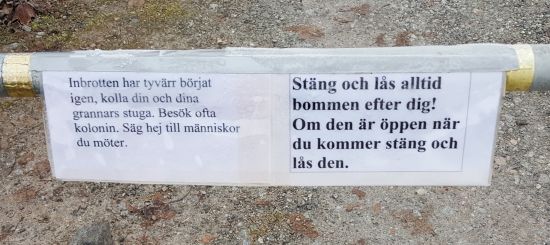 Inbrotten har tyvärr börjat
igen, kolla din och dina
grannars stuga. Besök ofta
kolonin. Säg hej till människor
du möter.
Stäng och lås alltid
bommen efter dig!
Om den är öppen när
du kommer stäng och
lås den.